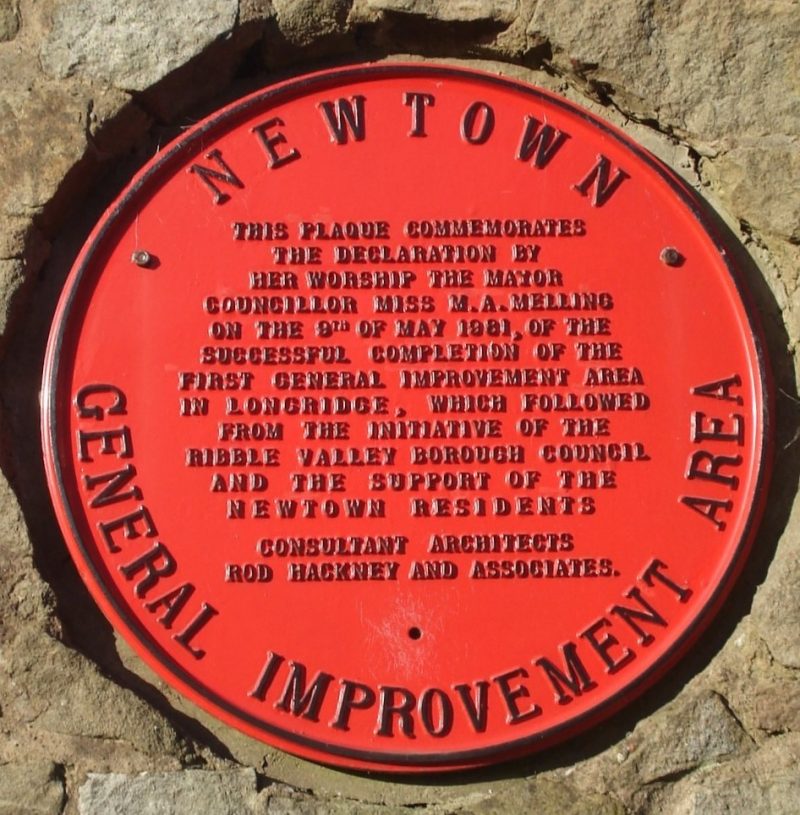 NEWTOWN
THIS PLAQUE COMMEMORATES
THE DECLARATION BY
HER WORSHIP THE MAYOR
COUNCILLOR MISS M.A.MELLING
ON THE 9TH OF MAY 1981, OF THE
SUCCESSFUL COMPLETION OF THE
FIRST GENERAL IMPROVEMENT AREA
IN LONGRIDGE, WHICH FOLLOWED
FROM THE INITIATIVE OF THE
RIBBLE VALLEY BOROUGH COUNCIL
AND THE SUPPORT OF THE
NEWTOWN RESIDENTS
CONSULTANT ARCHITECTS
ROD HACKNEY AND ASSOCIATES.
GENERAL IMPROVEMENT AREA